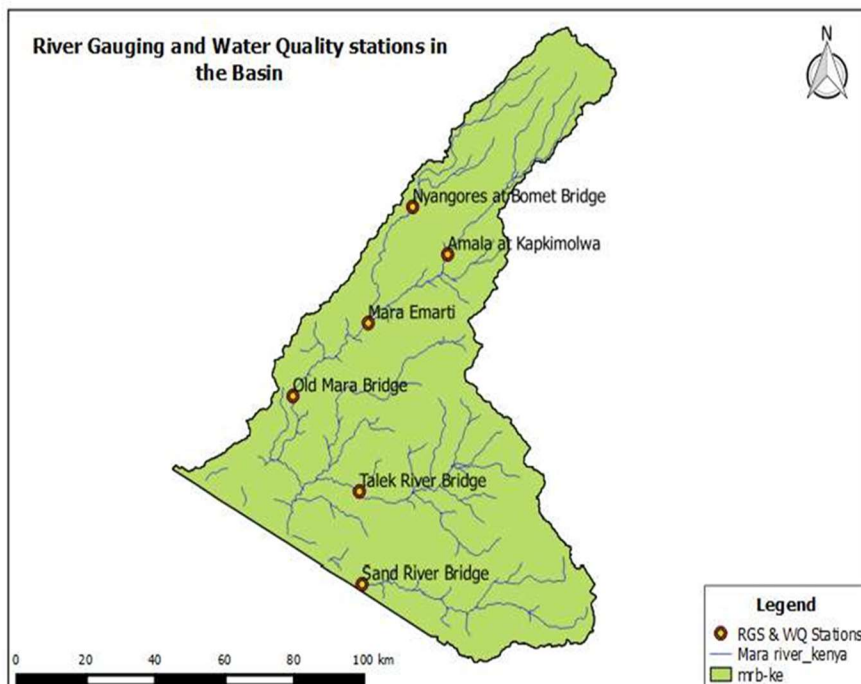 River Gauging and Water Quality stations in
the Basin
N
Nyangores at Bomet Bridge
Amala at Kapkimolwa
Mara Emarti
Old Mara Bridge
Talek River Bridge
Sand River Bridge
Legend
RGS & WQ Stations
Mara river_kenya
mrb-ke
0 20 40 60 80 100 km